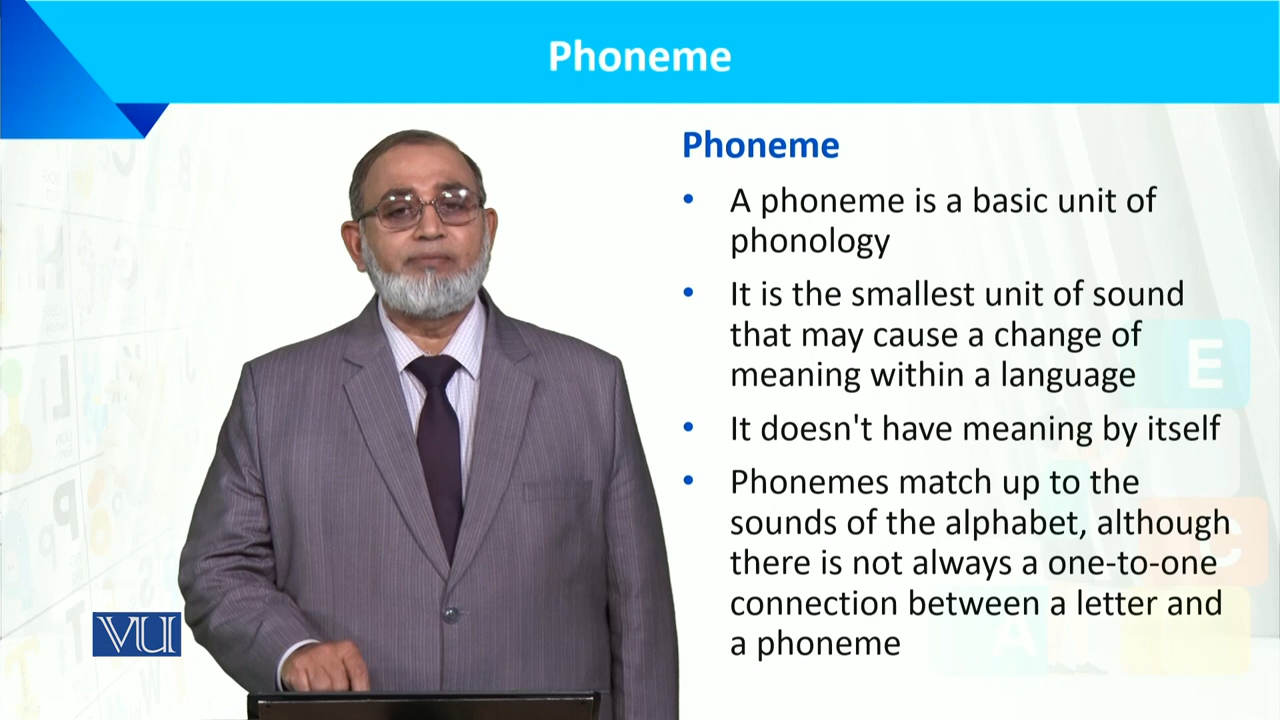 Phoneme
Phoneme
• A phoneme is a basic unit of
phonology
• It is the smallest unit of sound
that may cause a change of
meaning within a language
• It doesn't have meaning by itself
• Phonemes match up to the
sounds of the alphabet, although
there is not always a one-to-one
connection between a letter and
a phoneme
VU
E
C
A